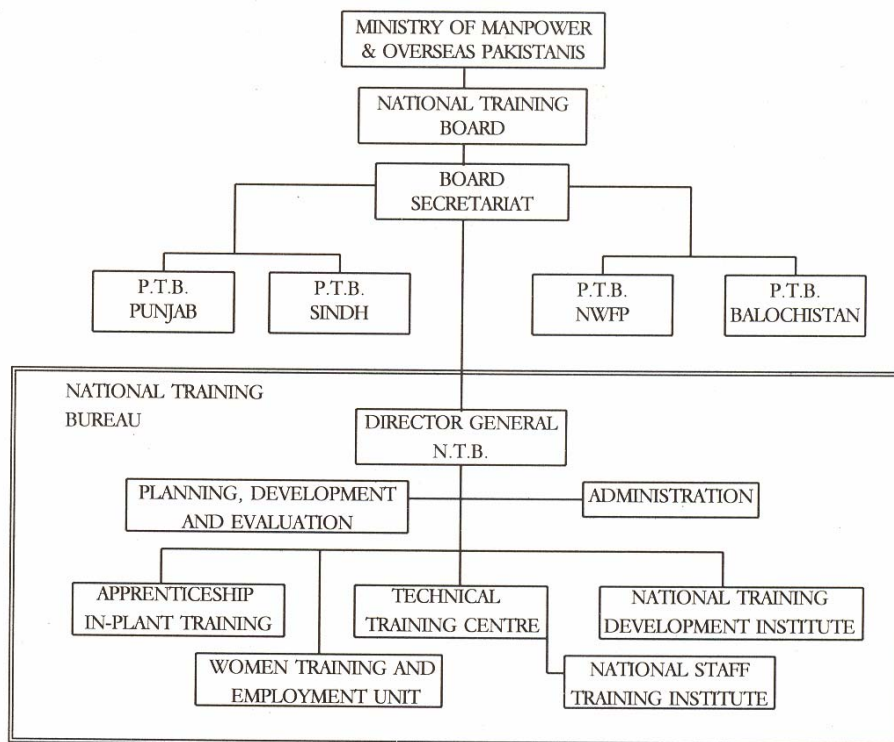 MINISTRY OF MANPOWER
& OVERSEAS PAKISTANIS
NATIONAL TRAINING
BOARD
BOARD
SECRETARIAT
P.T.B.
PUNJAB
P.T.B.
SINDH
P.T.B.
NWFP
P.T.B.
BALOCHISTAN
NATIONAL TRAINING
BUREAU
DIRECTOR GENERAL
N.T.B.
PLANNING, DEVELOPMENT
AND EVALUATION
ADMINISTRATION
APPRENTICESHIP
IN-PLANT TRAINING
TECHNICAL
TRAINING CENTRE
NATIONAL TRAINING
DEVELOPMENT INSTITUTE
WOMEN TRAINING AND
EMPLOYMENT UNIT
NATIONAL STAFF
TRAINING INSTITUTE